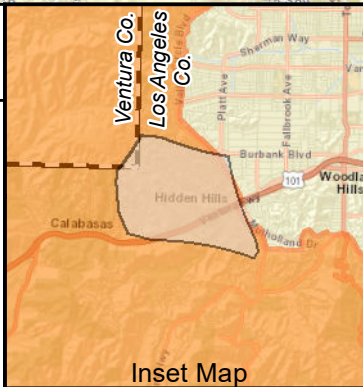 Ventura Co.
Los Angeles
Co.
Sherman Way
Platt Ave
Fallbrook Ave
Burbank Blvd
101
Woodla
Hills
Hidden Hills
Calabasas
Mulholland Dr
Inset Map